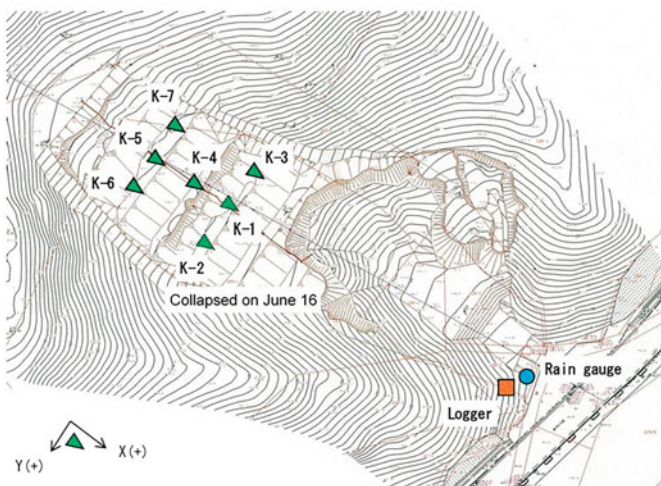 K-7
K-5
K-4
K-3
K-6
K-1
K-2
Collapsed on June 16
Rain gauge
Logger
Y(+)
X(+)